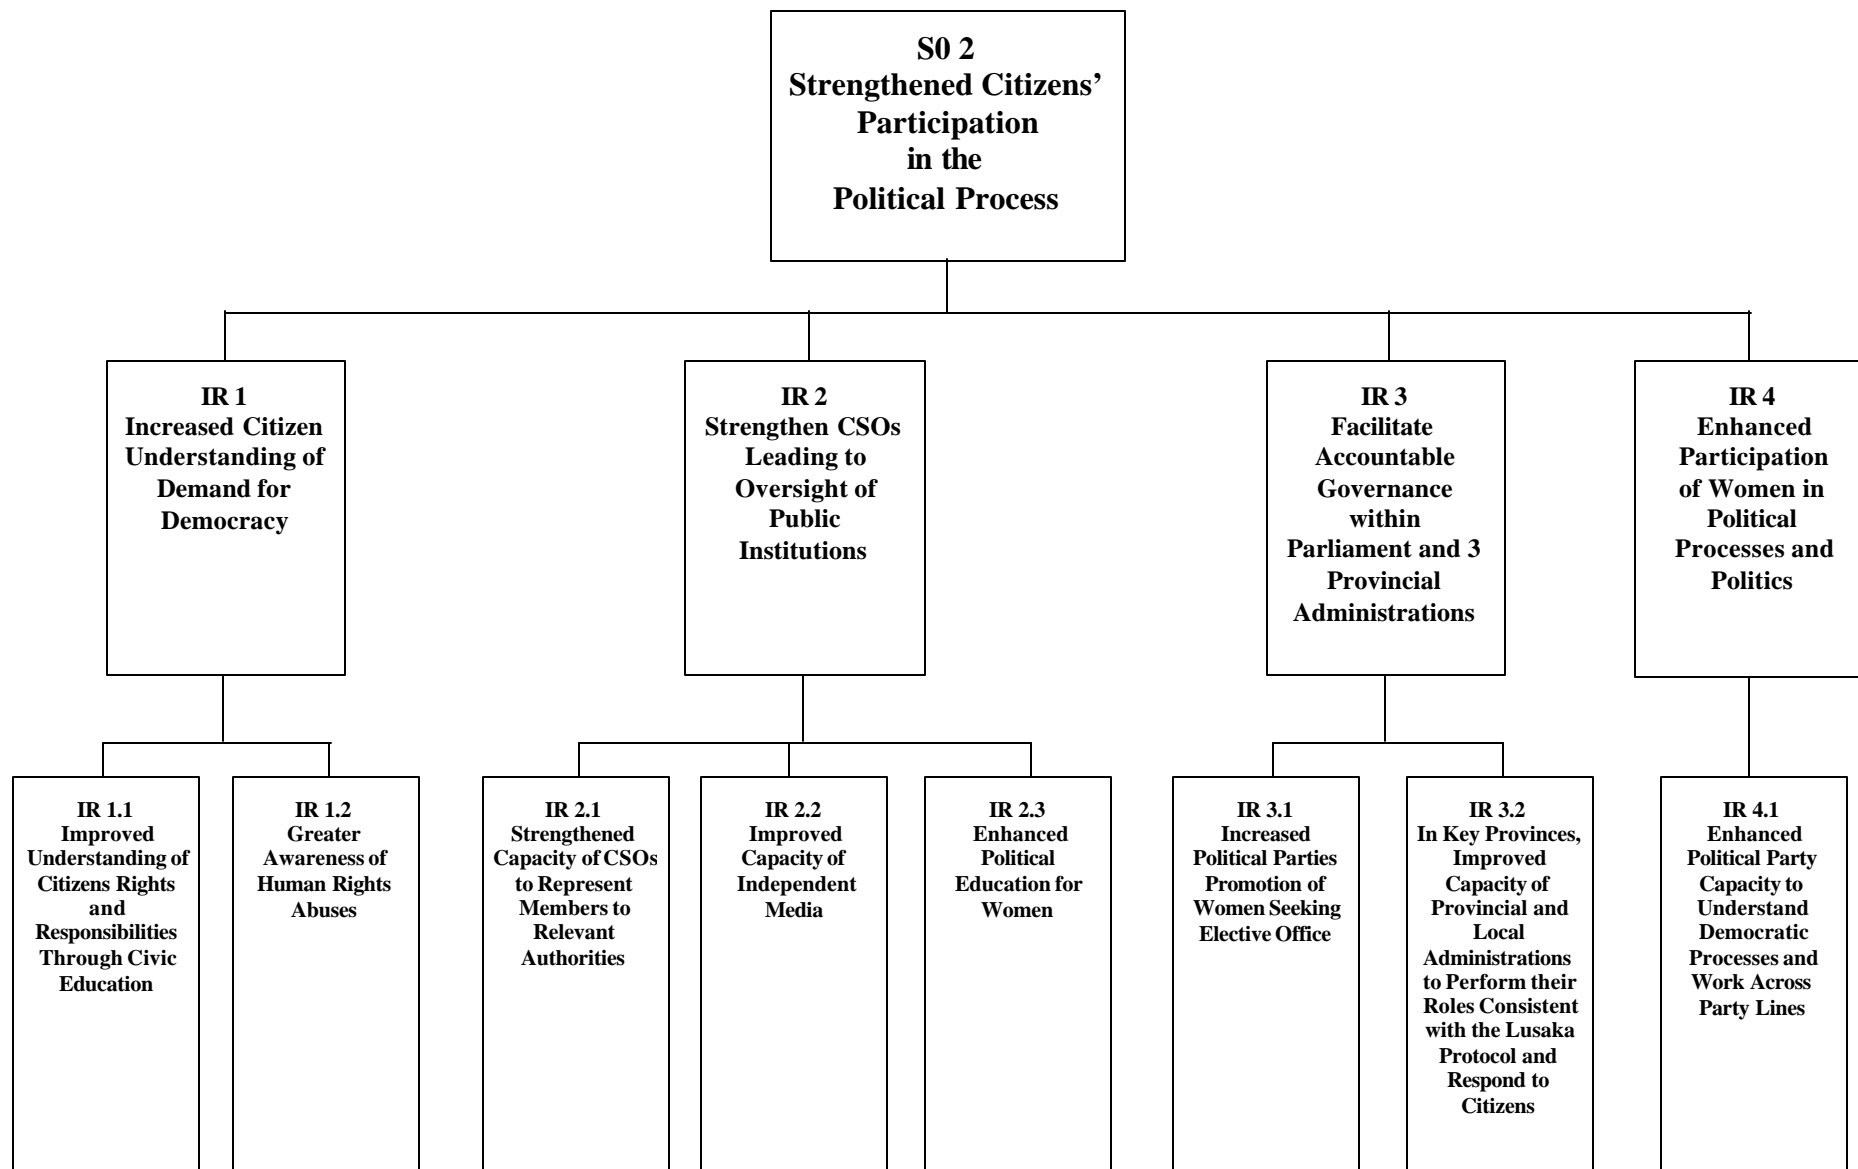 S0 2
Strengthened Citizens’
Participation
in the
Political Process
IR 1
Increased Citizen
Understanding of
Demand for
Democracy
IR 2
Strengthen CSOs
Leading to
Oversight of
Public
Institutions
IR 3
Facilitate
Accountable
Governance
within
Parliament and 3
Provincial
Administrations
IR 4
Enhanced
Participation
of Women in
Political
Processes and
Politics
IR 1.1
Improved
Understanding of
Citizens Rights
and
Responsibilities
Through Civic
Education
IR 1.2
Greater
Awareness of
Human Rights
Abuses
IR 2.1
Strengthened
Capacity of CSOs
to Represent
Members to
Relevant
Authorities
IR 2.2
Improved
Capacity of
Independent
Media
IR 2.3
Enhanced
Political
Education for
Women
IR 3.1
Increased
Political Parties
Promotion of
Women Seeking
Elective Office
IR 3.2
In Key Provinces,
Improved
Capacity of
Provincial and
Local
Administrations
to Perform their
Roles Consistent
with the Lusaka
Protocol and
Respond to
Citizens
IR 4.1
Enhanced
Political Party
Capacity to
Understand
Democratic
Processes and
Work Across
Party Lines